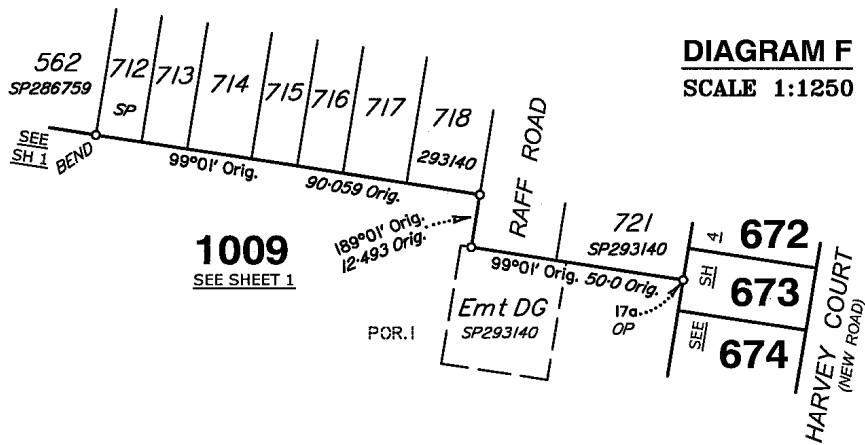 DIAGRAM F
SCALE 1:1250
562
SP286759
712
SP
713
714
715
716
717
718
293140
RAFF ROAD
SEE
SH 1
BEND
99°01' Orig.
90·059 Orig.
189°01' Orig.
12·493 Orig.
1009
SEE SHEET 1
721
SP293140
99°01' Orig. 50·0 Orig.
17a
OP
Emt DG
SP293140
POR.1
SEE SH 4
672
673
674
HARVEY COURT
(NEW ROAD)